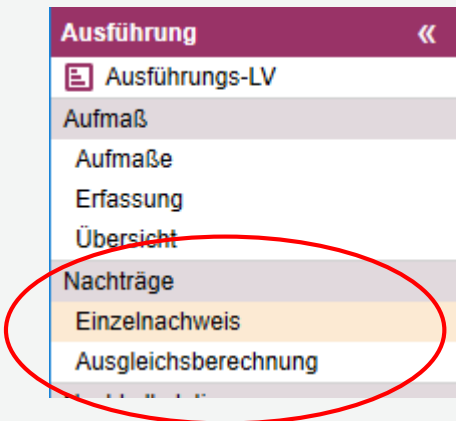 Ausführung «
Ausführungs-LV
Aufmaß
Aufmaße
Erfassung
Übersicht
Nachträge
Einzelnachweis
Ausgleichsberechnung